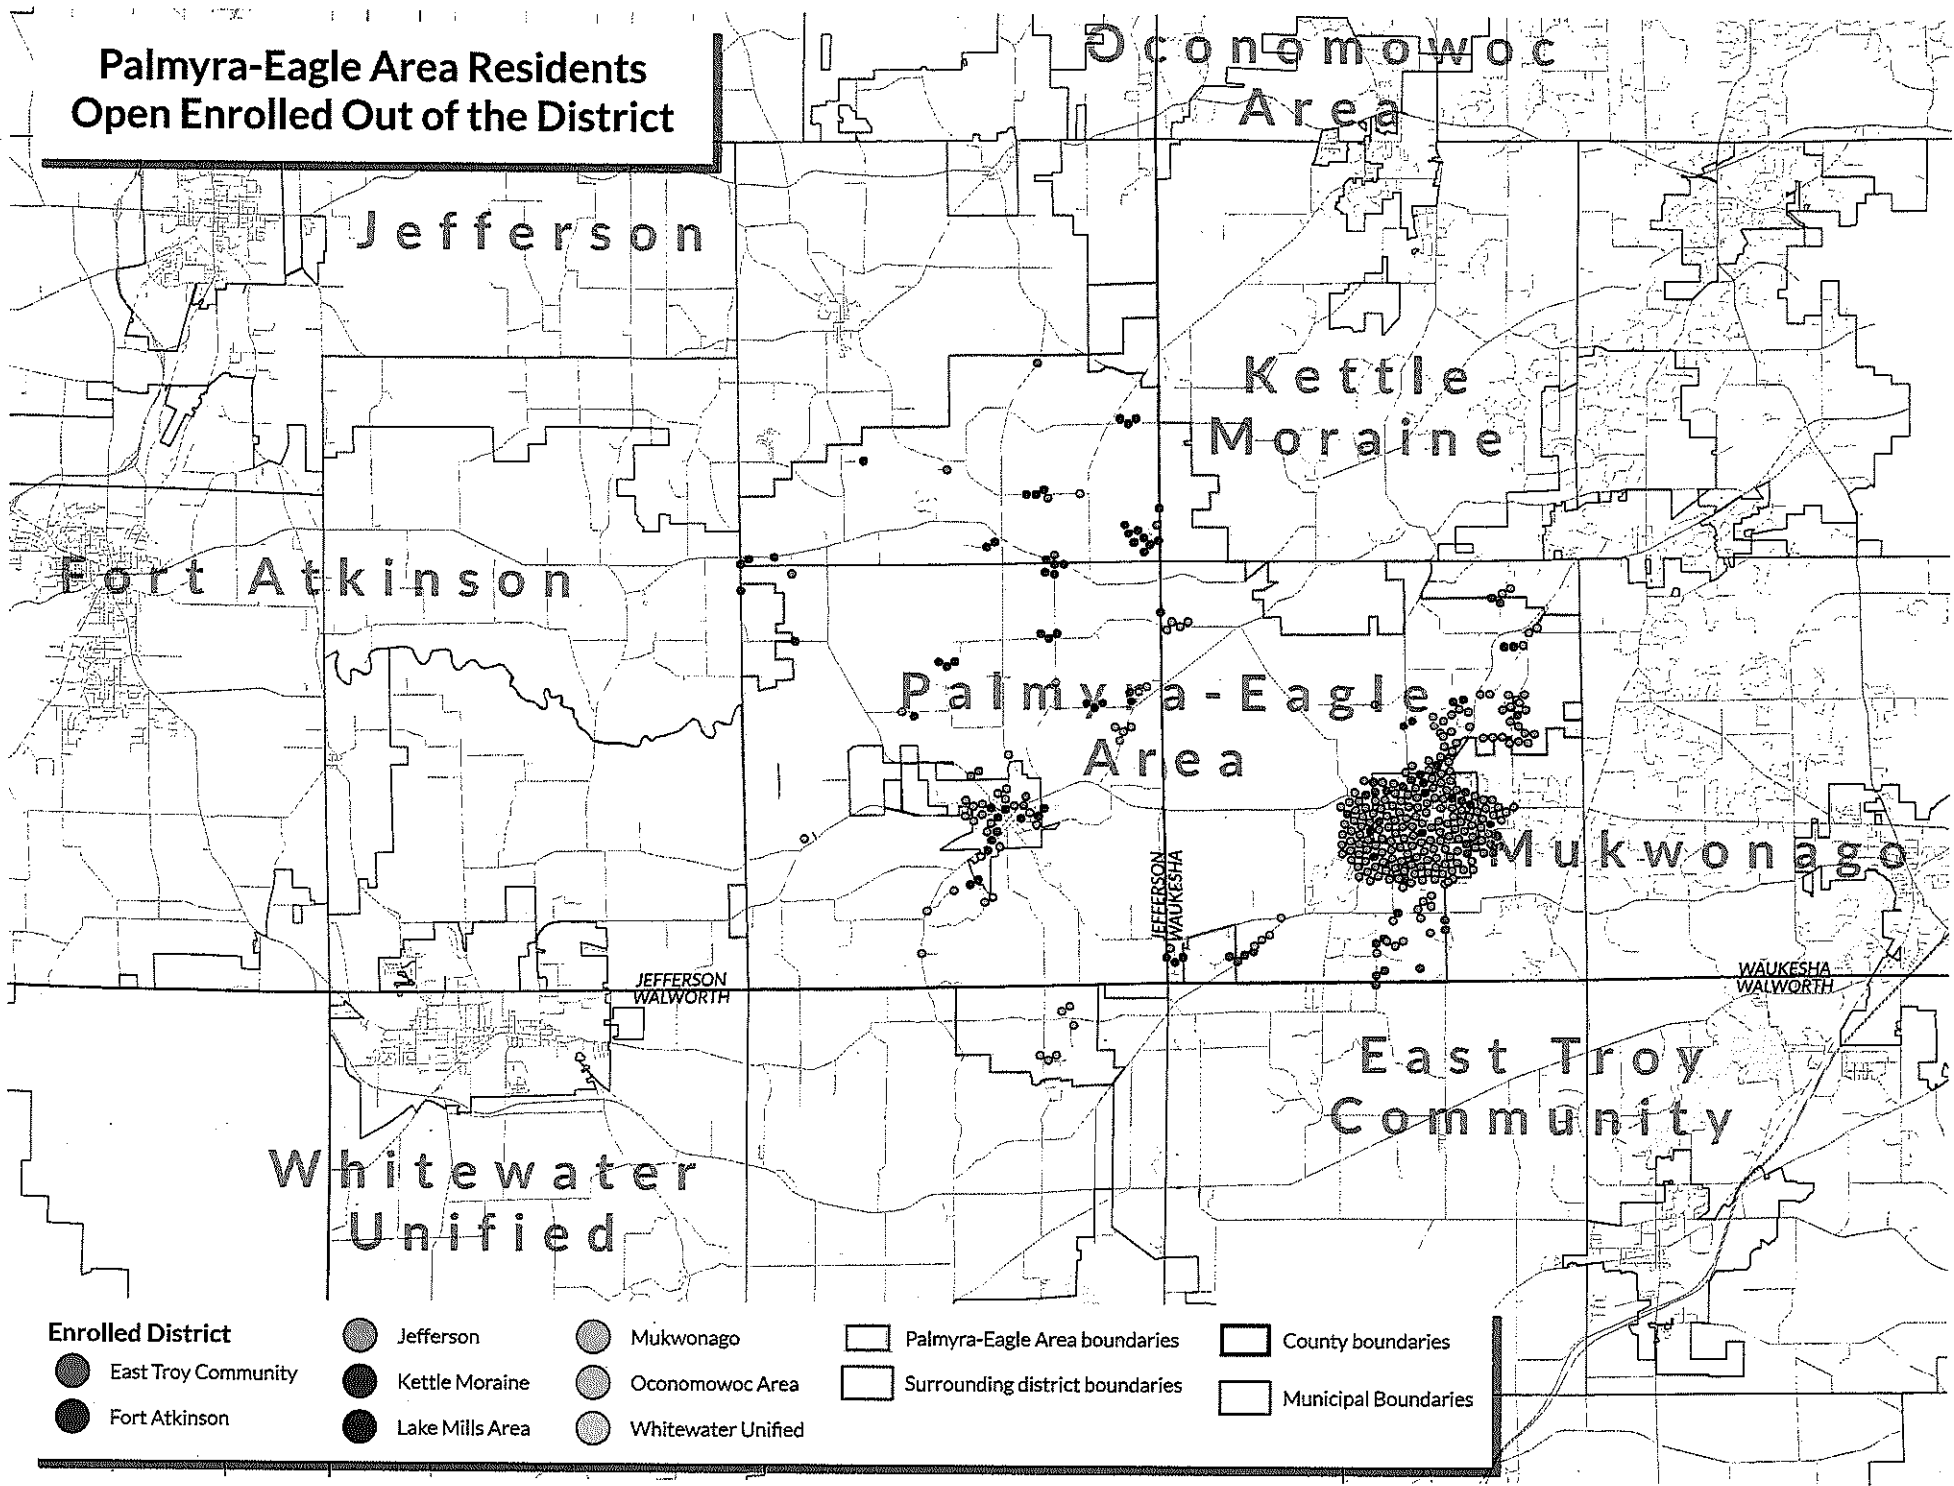 Palmyra-Eagle Area Residents
Open Enrolled Out of the District
Oconomowoc
Area
Jefferson
Kettle
Moraine
Fort Atkinson
Palmyra-Eagle
Area
Mukwonago
JEFFERSON
WAUKESHA
JEFFERSON
WALWORTH
WAUKESHA
WALWORTH
East Troy
Community
Whitewater
Unified
Enrolled District
East Troy Community
Fort Atkinson
Jefferson
Kettle Moraine
Lake Mills Area
Mukwonago
Oconomowoc Area
Whitewater Unified
Palmyra-Eagle Area boundaries
Surrounding district boundaries
County boundaries
Municipal Boundaries